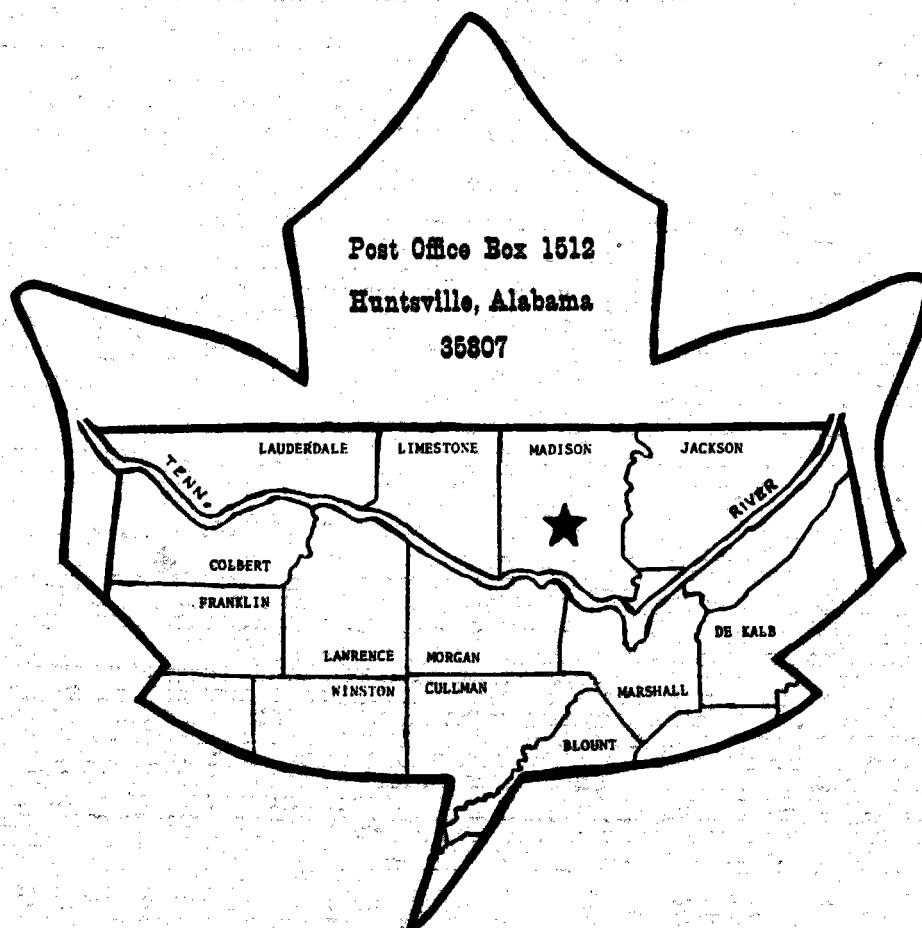 Post Office Box 1512
Huntsville, Alabama
35807
LAUDERDALE LIMESTONE MADISON JACKSON
TENN.
RIVER
COLBERT
FRANKLIN
DE KALB
LAWRENCE MORGAN
WINSTON CULLMAN MARSHALL
BLOUNT